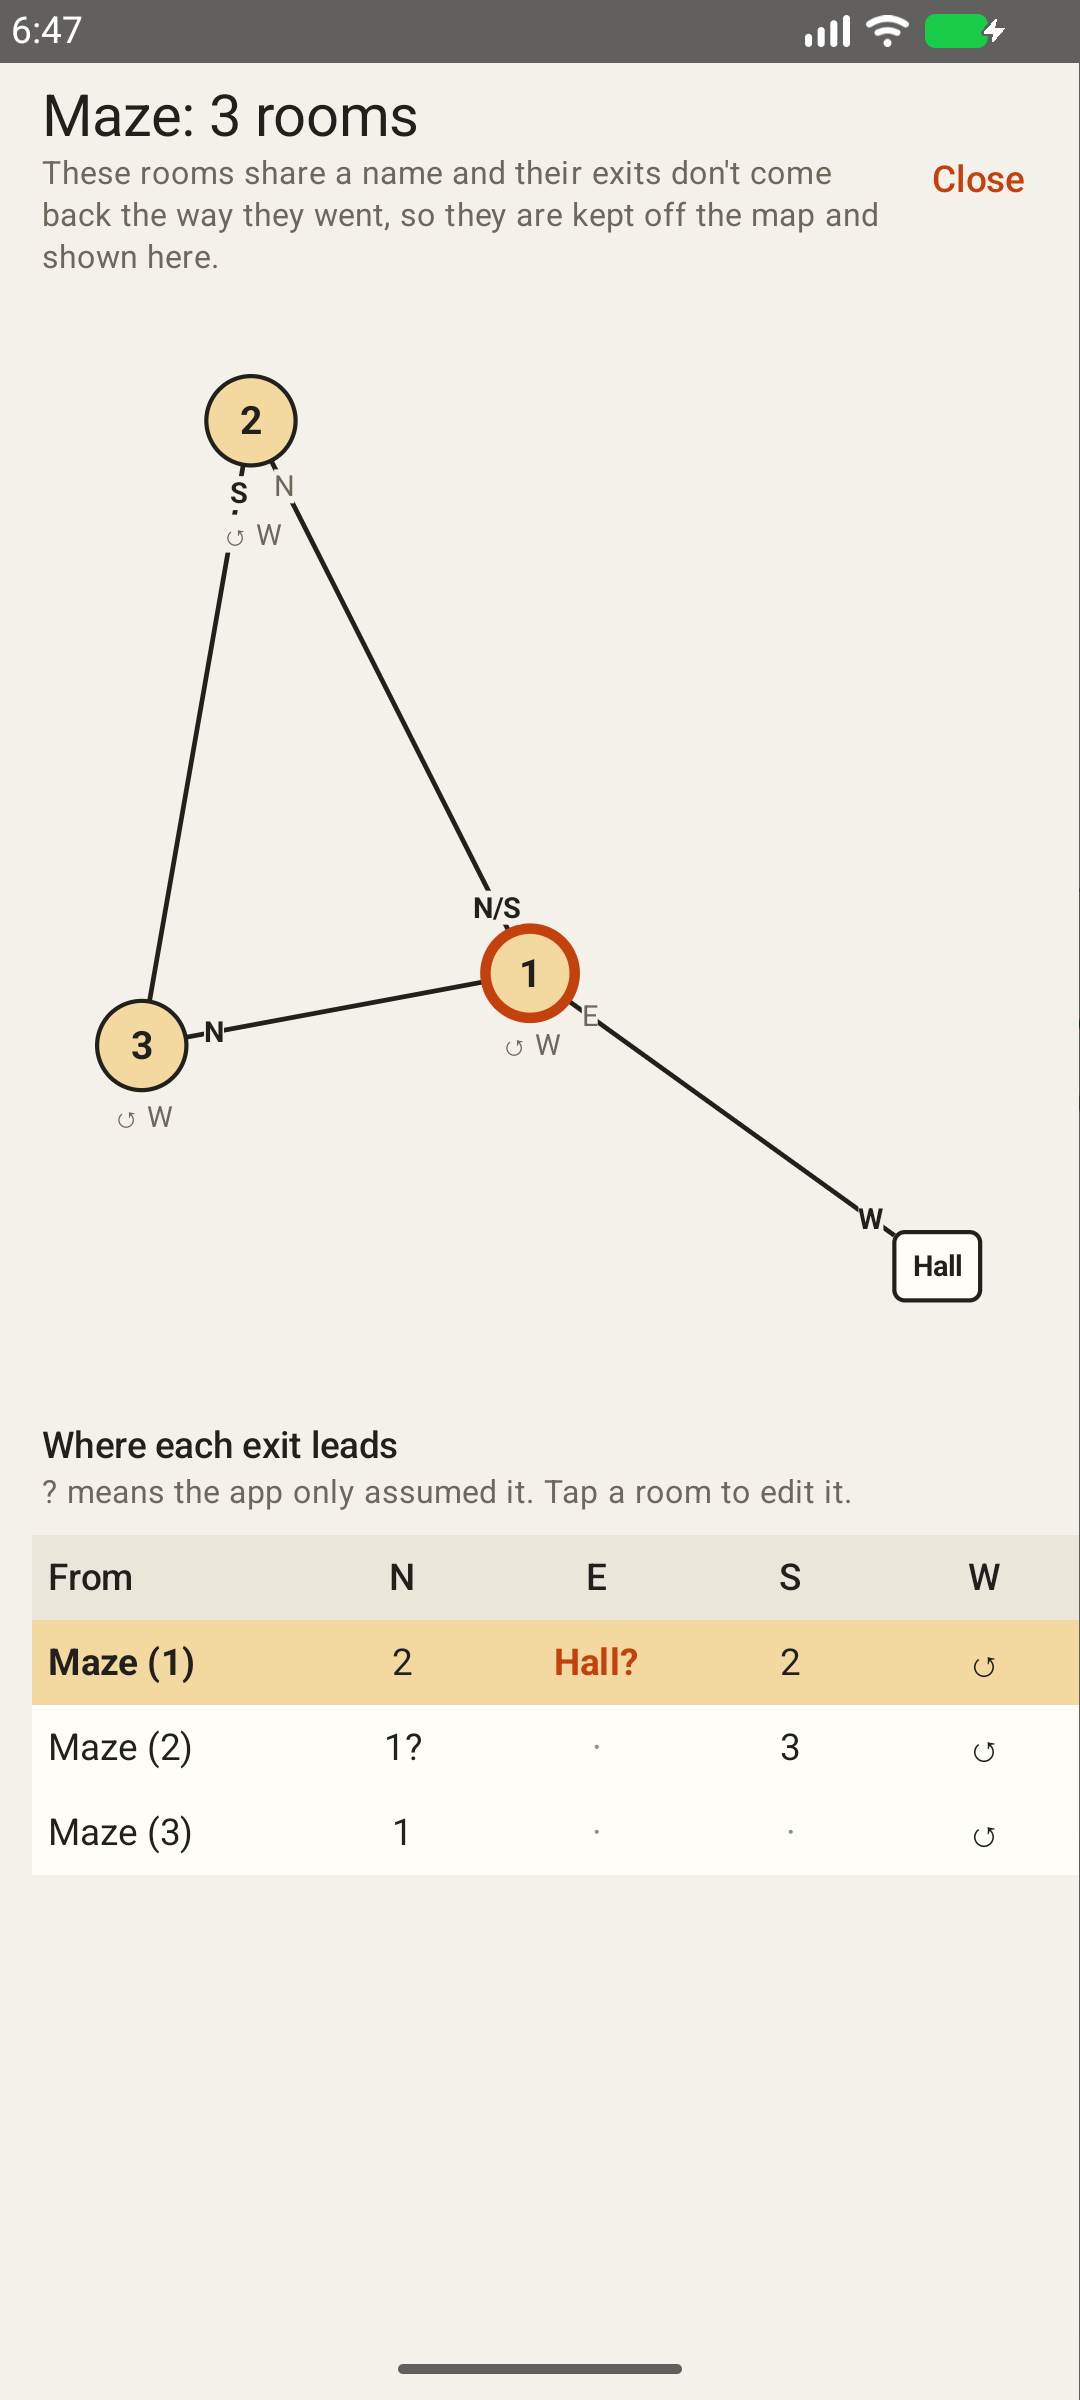 6:47
Maze: 3 rooms
These rooms share a name and their exits don't come
back the way they went, so they are kept off the map and
shown here.
Close
2
S
N
↺ W
N/S
1
E
↺ W
3
N
↺ W
W
Hall
Where each exit leads
? means the app only assumed it. Tap a room to edit it.
From N E S W
Maze (1) 2 Hall? 2 ↺
Maze (2) 1? · 3 ↺
Maze (3) 1 · · ↺